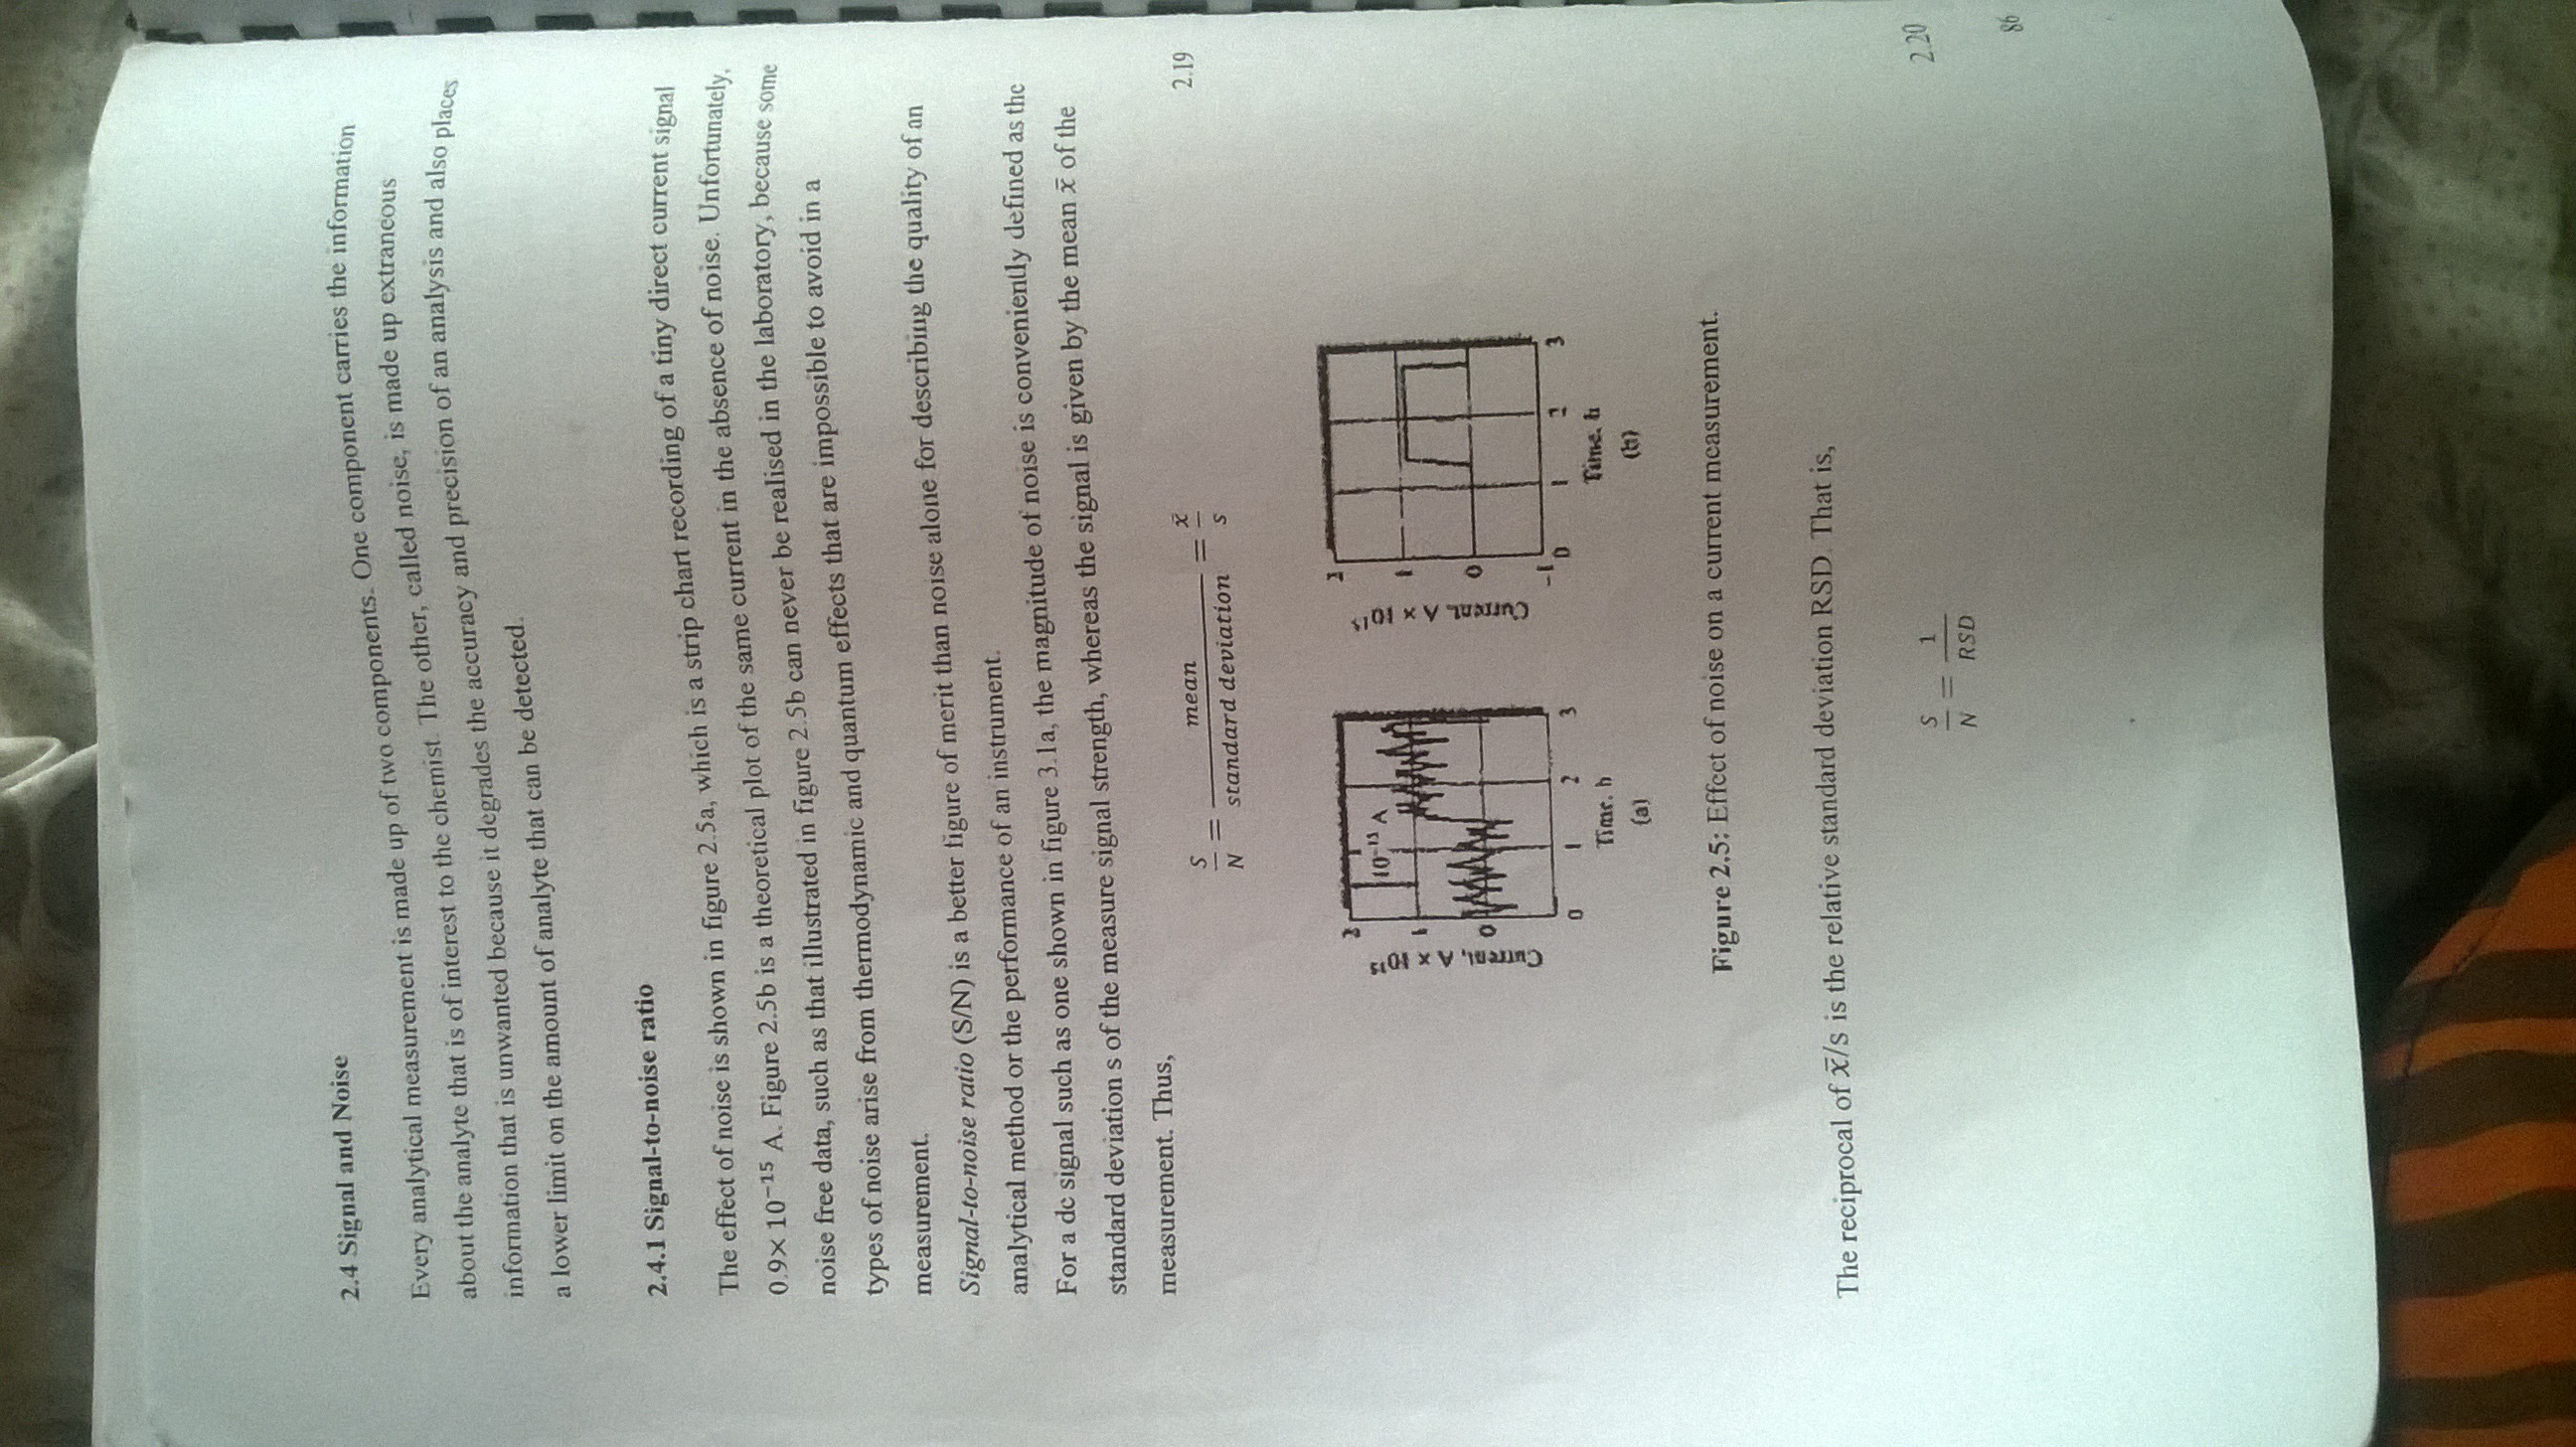 2.4 Signal and Noise
Every analytical measurement is made up of two components. One component carries the information
about the analyte that is of interest to the chemist. The other, called noise, is made up extraneous
information that is unwanted because it degrades the accuracy and precision of an analysis and also places
a lower limit on the amount of analyte that can be detected.
2.4.1 Signal-to-noise ratio
The effect of noise is shown in figure 2.5a, which is a strip chart recording of a tiny direct current signal
0.9× 10⁻¹⁵ A. Figure 2.5b is a theoretical plot of the same current in the absence of noise. Unfortunately,
noise free data, such as that illustrated in figure 2.5b can never be realised in the laboratory, because some
types of noise arise from thermodynamic and quantum effects that are impossible to avoid in a
measurement.
Signal-to-noise ratio (S/N) is a better figure of merit than noise alone for describing the quality of an
analytical method or the performance of an instrument.
For a dc signal such as one shown in figure 3.1a, the magnitude of noise is conveniently defined as the
standard deviation s of the measure signal strength, whereas the signal is given by the mean x̄ of the
measurement. Thus,
S/N = mean/standard deviation = x̄/s 2.19
Current, A × 10¹⁵
2
1
0
10⁻¹⁵ A
0 1 2 3
Time, h
(a)
Current, A × 10¹⁵
2
1
0
-1
0 1 2 3
Time, h
(b)
Figure 2.5: Effect of noise on a current measurement.
The reciprocal of x̄/s is the relative standard deviation RSD. That is,
S/N = 1/RSD 2.20
86